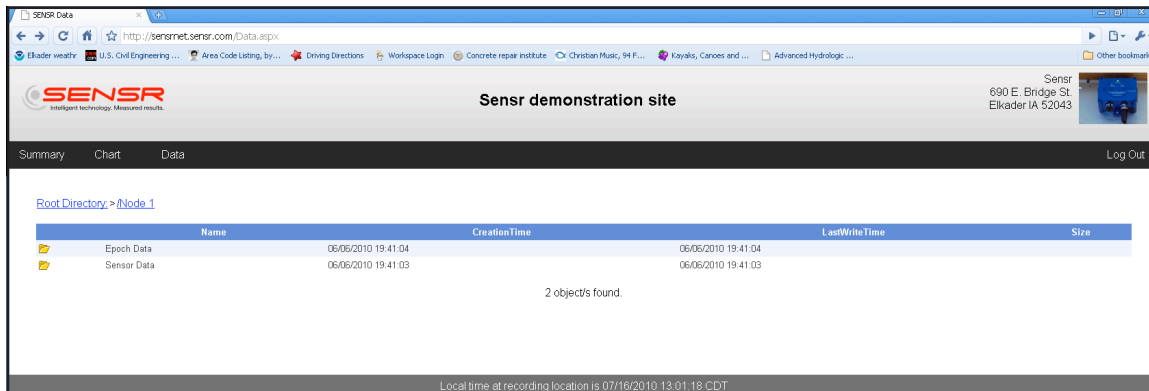 SENSR Data
http://sensrnet.sensr.com/Data.aspx
Elkader weathr U.S. Civil Engineering ... Area Code Listing, by... Driving Directions Workspace Login Concrete repair institute Christian Music, 94 F... Kayaks, Canoes and ... Advanced Hydrologic ... Other bookmark
SENSR
Intelligent technology. Measured results.
Sensr demonstration site
Sensr
690 E. Bridge St.
Elkader IA 52043
Summary Chart Data Log Out
Root Directory: > /Node 1
Name CreationTime LastWriteTime Size
Epoch Data 06/06/2010 19:41:04 06/06/2010 19:41:04
Sensor Data 06/06/2010 19:41:03 06/06/2010 19:41:03
2 object/s found.
Local time at recording location is 07/16/2010 13:01:18 CDT